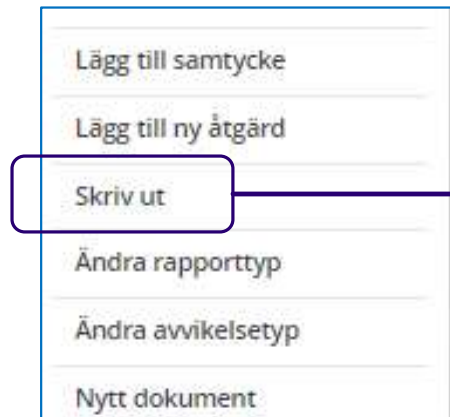 Lägg till samtycke
Lägg till ny åtgärd
Skriv ut
Ändra rapporttyp
Ändra avvikelsetyp
Nytt dokument